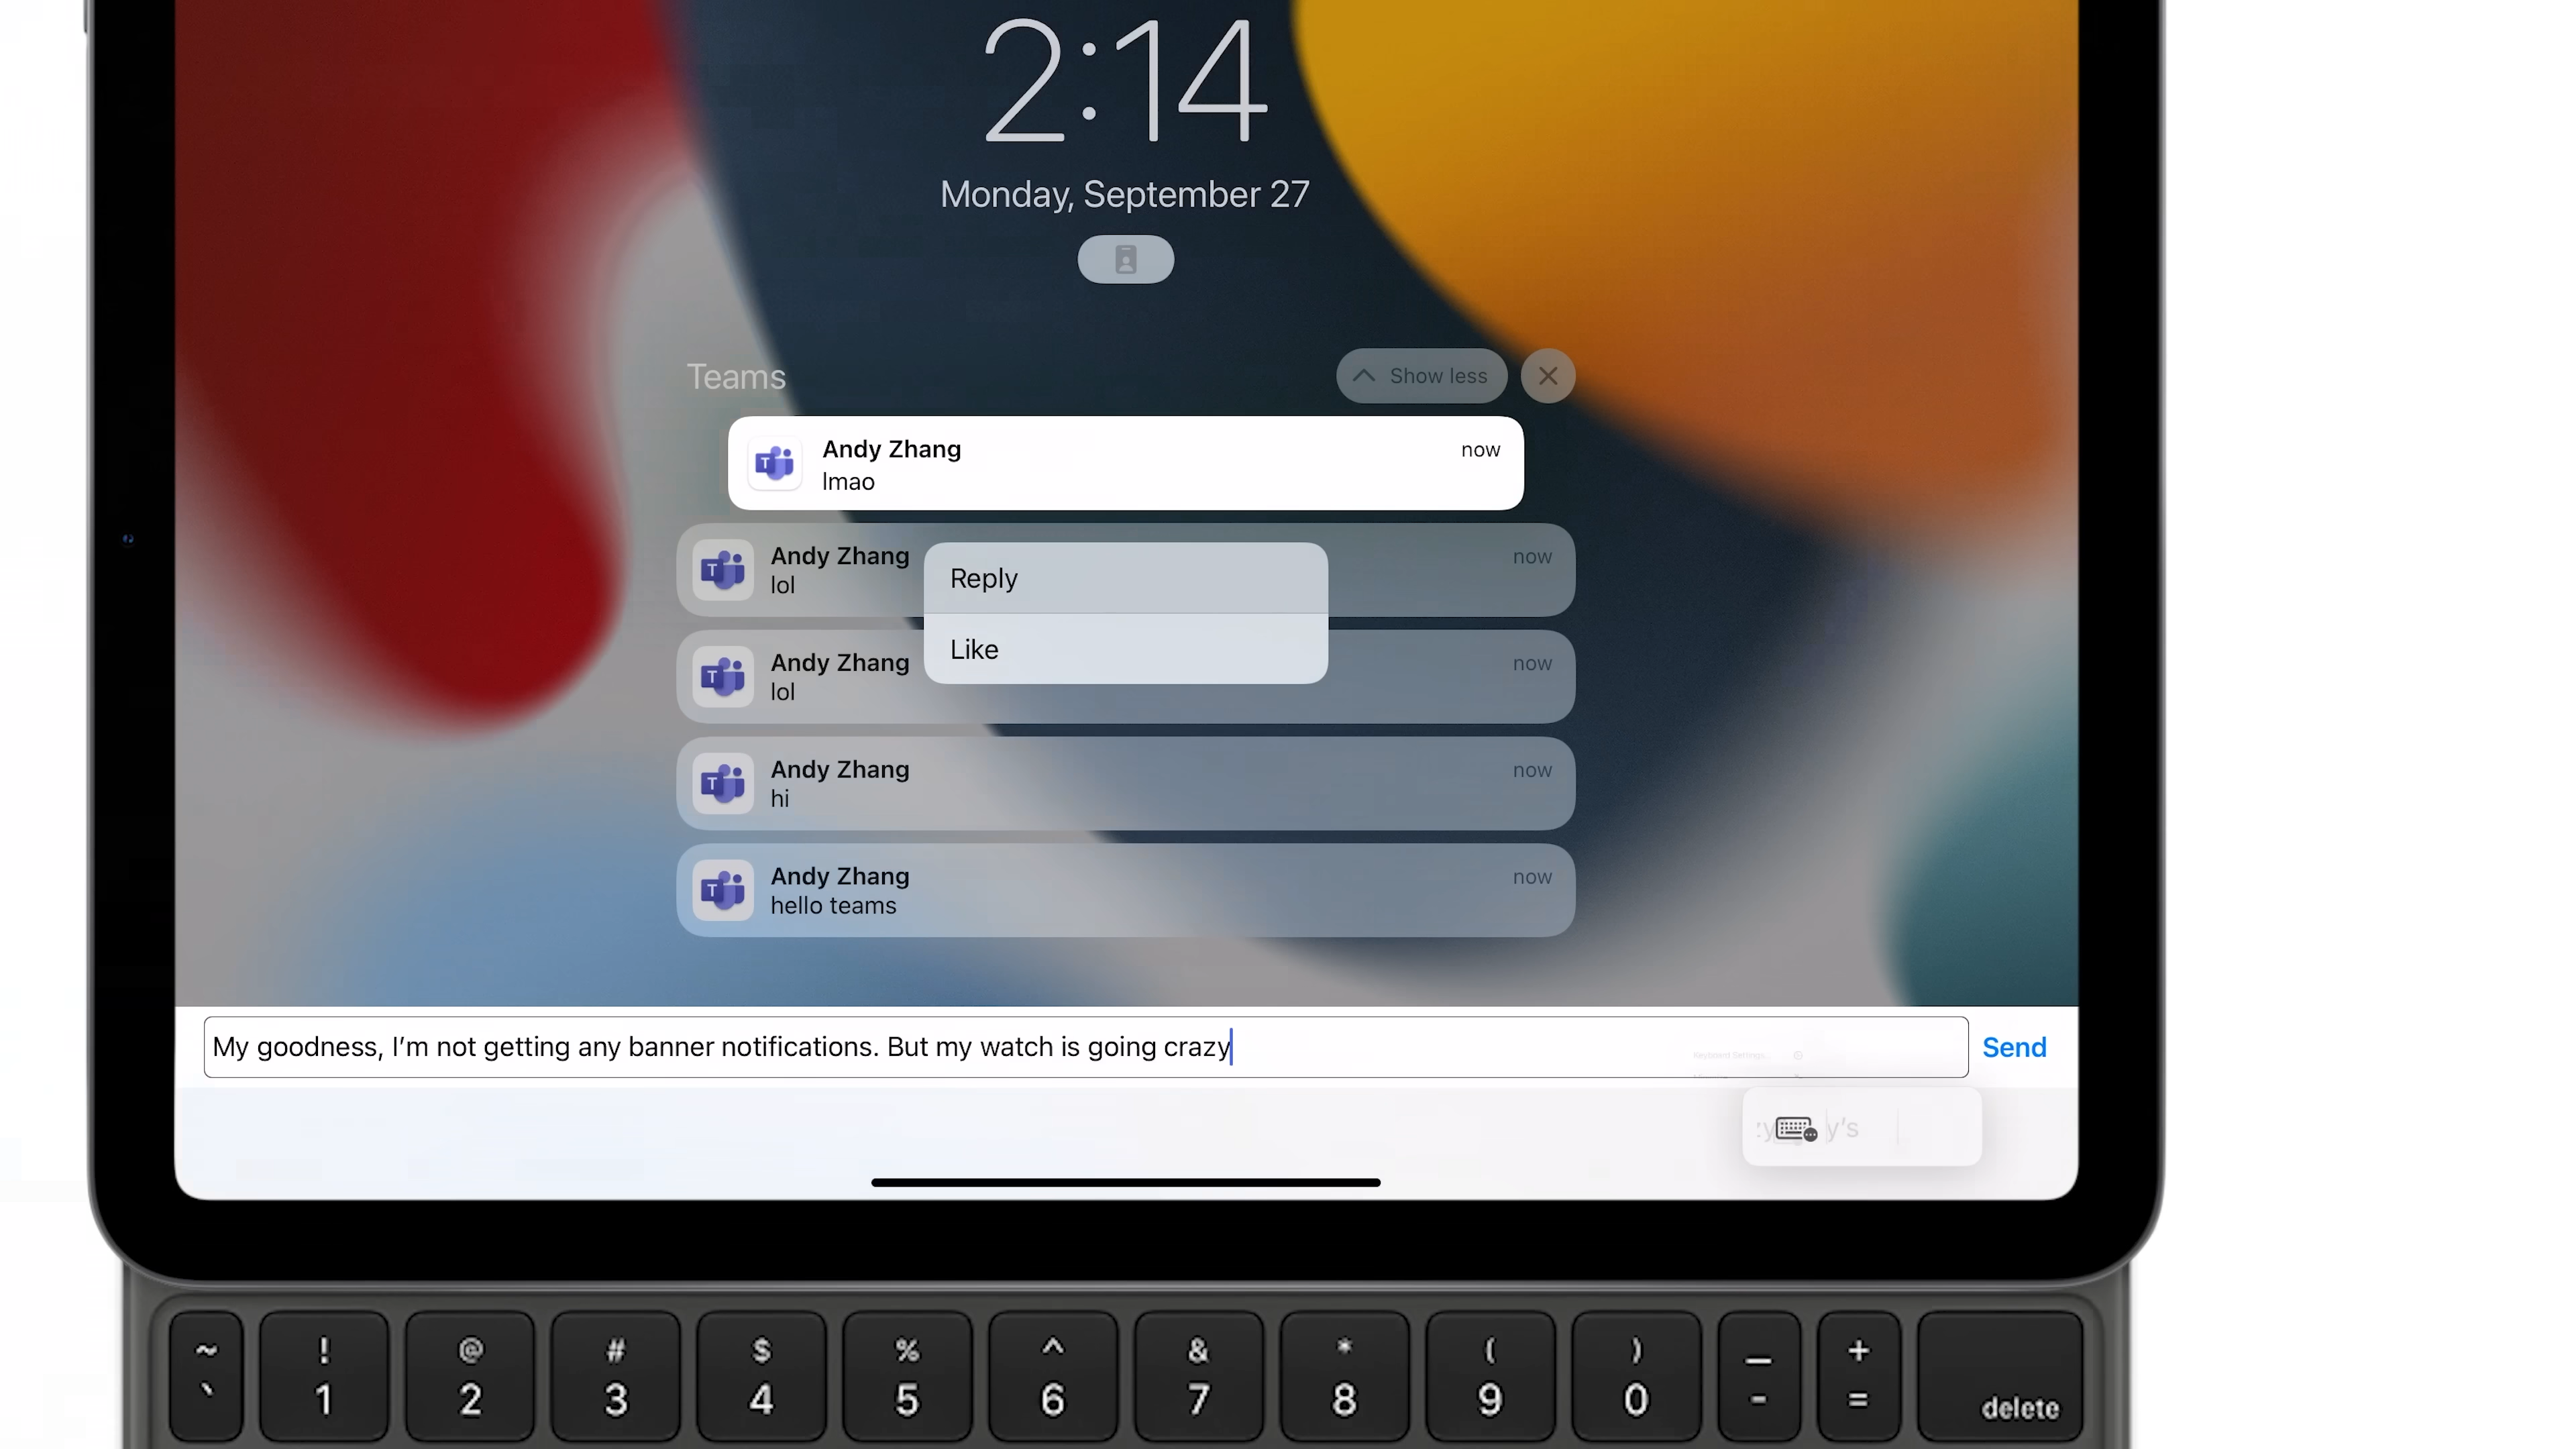 2:14
Monday, September 27
Teams
Show less
Andy Zhang
now
lmao
Andy Zhang
now
lol
Reply
Andy Zhang
now
lol
Like
Andy Zhang
now
hi
Andy Zhang
now
hello teams
My goodness, I’m not getting any banner notifications. But my watch is going crazy
Send
Keyboard Settings...
y's
~ ! @ # $ % ^ & * ( ) _ +
` 1 2 3 4 5 6 7 8 9 0 - = delete